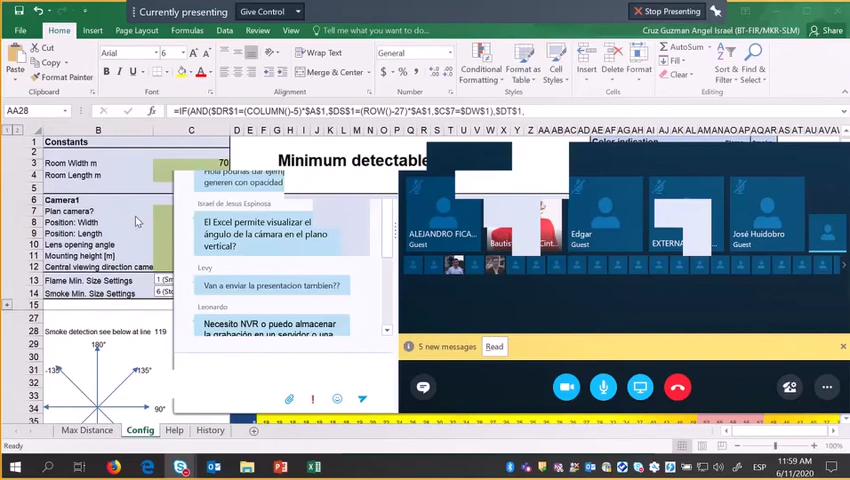 Currently presenting
Give Control
Stop Presenting
File
Home
Insert
Page Layout
Formulas
Data
Review
View
Tell me what you want to do
Cruz Guzman Angel Israel (BT-FIR/MKR-SLM)
Share
Paste
Cut
Copy
Format Painter
Arial
6
B I U
Wrap Text
Merge & Center
General
$ % ,
Conditional Formatting
Format as Table
Cell Styles
Insert
Delete
Format
AutoSum
Fill
Clear
Sort & Filter
Find & Select
Clipboard
Font
Alignment
Number
Styles
Cells
Editing
AA28
=IF(AND($DR$1=(COLUMN()-5)*$A$1,$DS$1=(ROW()-27)*$A$1,$C$7=$DW$1),$DT$1,
Constants
Color indication
Room Width m
70
Room Length m
Minimum detectable
Camera1
Plan camera?
Position: Width
Position: Length
Lens opening angle
Mounting height [m]
Central viewing direction came
Flame Min. Size Settings
Smoke Min. Size Settings
Smoke detection see below at line 119
180°
-135°
135°
90°
generen con opacidad
Israel de Jesus Espinosa
El Excel permite visualizar el
ángulo de la cámara en el plano
vertical?
Levy
Van a enviar la presentacion tambien??
Leonardo
Necesito NVR o puedo almacenar
la grabación en un servidor o una
ALEJANDRO FICA...
Guest
Edgar
Guest
José Huidobro
Guest
5 new messages
Read
Max Distance
Config
Help
History
Ready
100%
ESP
11:59 AM
6/11/2020